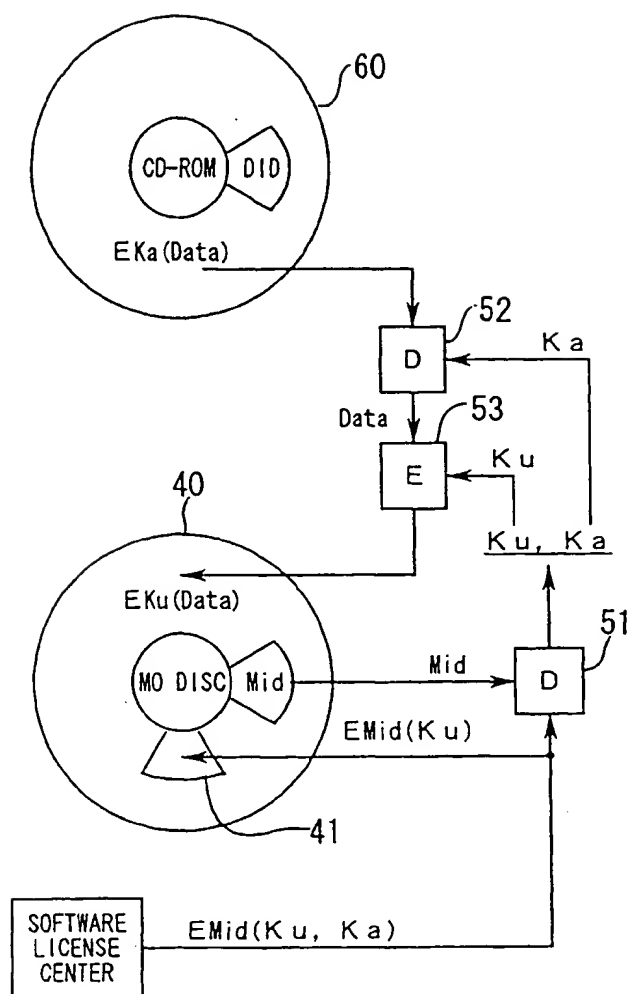 60
CD-ROM
DID
EKa(Data)
52
D
Ka
Data
53
E
Ku
40
Ku, Ka
EKu(Data)
51
MO DISC
Mid
Mid
D
EMid(Ku)
41
SOFTWARE
LICENSE
CENTER
EMid(Ku, Ka)